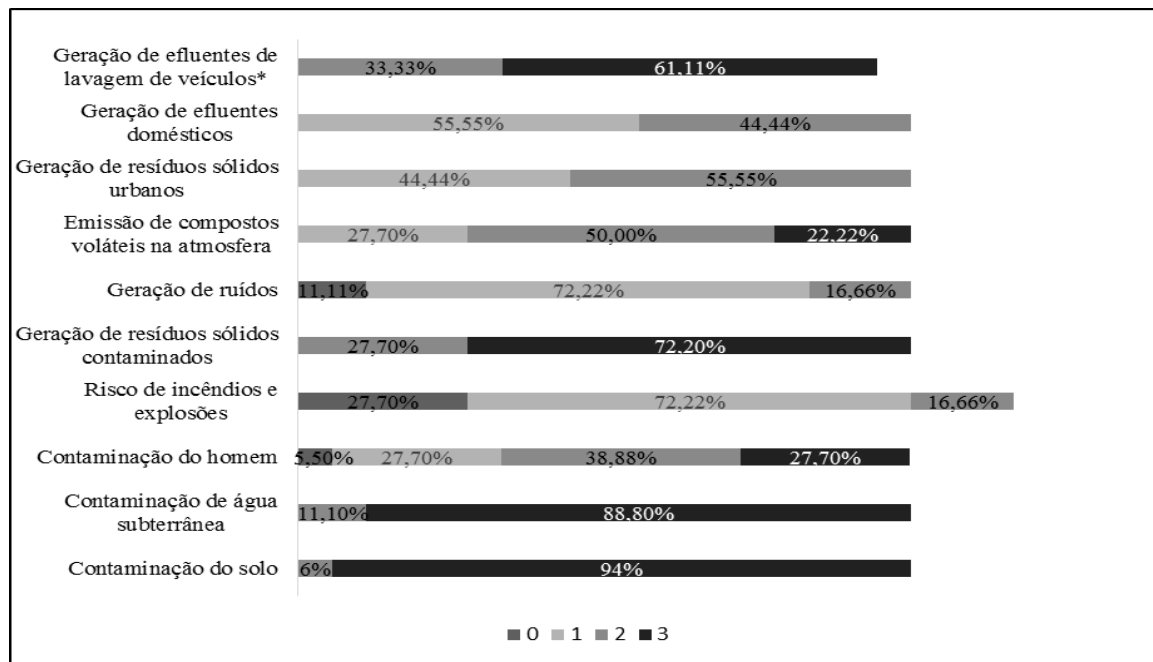 Geração de efluentes de
lavagem de veículos*
33,33% 61,11%
Geração de efluentes
domésticos
55,55% 44,44%
Geração de resíduos sólidos
urbanos
44,44% 55,55%
Emissão de compostos
voláteis na atmosfera
27,70% 50,00% 22,22%
Geração de ruídos
11,11% 72,22% 16,66%
Geração de resíduos sólidos
contaminados
27,70% 72,20%
Risco de incêndios e
explosões
27,70% 72,22% 16,66%
Contaminação do homem
5,50% 27,70% 38,88% 27,70%
Contaminação de água
subterrânea
11,10% 88,80%
Contaminação do solo
6% 94%
0 1 2 3